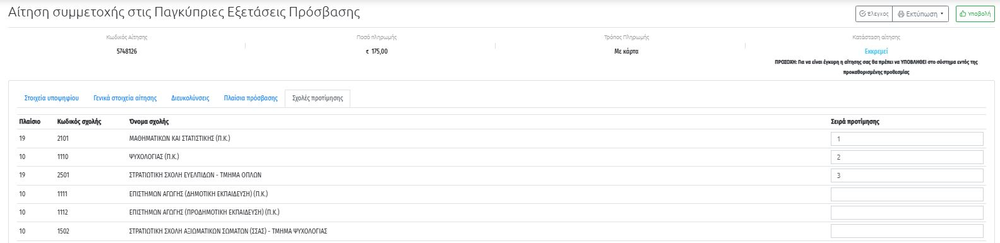 Αίτηση συμμετοχής στις Παγκύπριες Εξετάσεις Πρόσβασης
Έλεγχος Εκτύπωση Υποβολή
Κωδικός Αίτησης Ποσό πληρωμής Τρόπος Πληρωμής Κατάσταση αίτησης
5748126 € 175,00 Με κάρτα Εκκρεμεί
ΠΡΟΣΟΧΗ: Για να είναι έγκυρη η αίτησης σας θα πρέπει να ΥΠΟΒΛΗΘΕΙ στο σύστημα εντός της
προκαθορισμένης προθεσμίας
Στοιχεία υποψηφίου Γενικά στοιχεία αίτησης Διευκολύνσεις Πλαίσια πρόσβασης Σχολές προτίμησης
Πλαίσιο Κωδικός σχολής Όνομα σχολής Σειρά προτίμησης
19 2101 ΜΑΘΗΜΑΤΙΚΩΝ ΚΑΙ ΣΤΑΤΙΣΤΙΚΗΣ (Π.Κ.) 1
10 1110 ΨΥΧΟΛΟΓΙΑΣ (Π.Κ.) 2
19 2501 ΣΤΡΑΤΙΩΤΙΚΗ ΣΧΟΛΗ ΕΥΕΛΠΙΔΩΝ - ΤΜΗΜΑ ΟΠΛΩΝ 3
10 1111 ΕΠΙΣΤΗΜΩΝ ΑΓΩΓΗΣ (ΔΗΜΟΤΙΚΗ ΕΚΠΑΙΔΕΥΣΗ) (Π.Κ.)
10 1112 ΕΠΙΣΤΗΜΩΝ ΑΓΩΓΗΣ (ΠΡΟΔΗΜΟΤΙΚΗ ΕΚΠΑΙΔΕΥΣΗ) (Π.Κ.)
10 1502 ΣΤΡΑΤΙΩΤΙΚΗ ΣΧΟΛΗ ΑΞΙΩΜΑΤΙΚΩΝ ΣΩΜΑΤΩΝ (ΣΣΑΣ) - ΤΜΗΜΑ ΨΥΧΟΛΟΓΙΑΣ